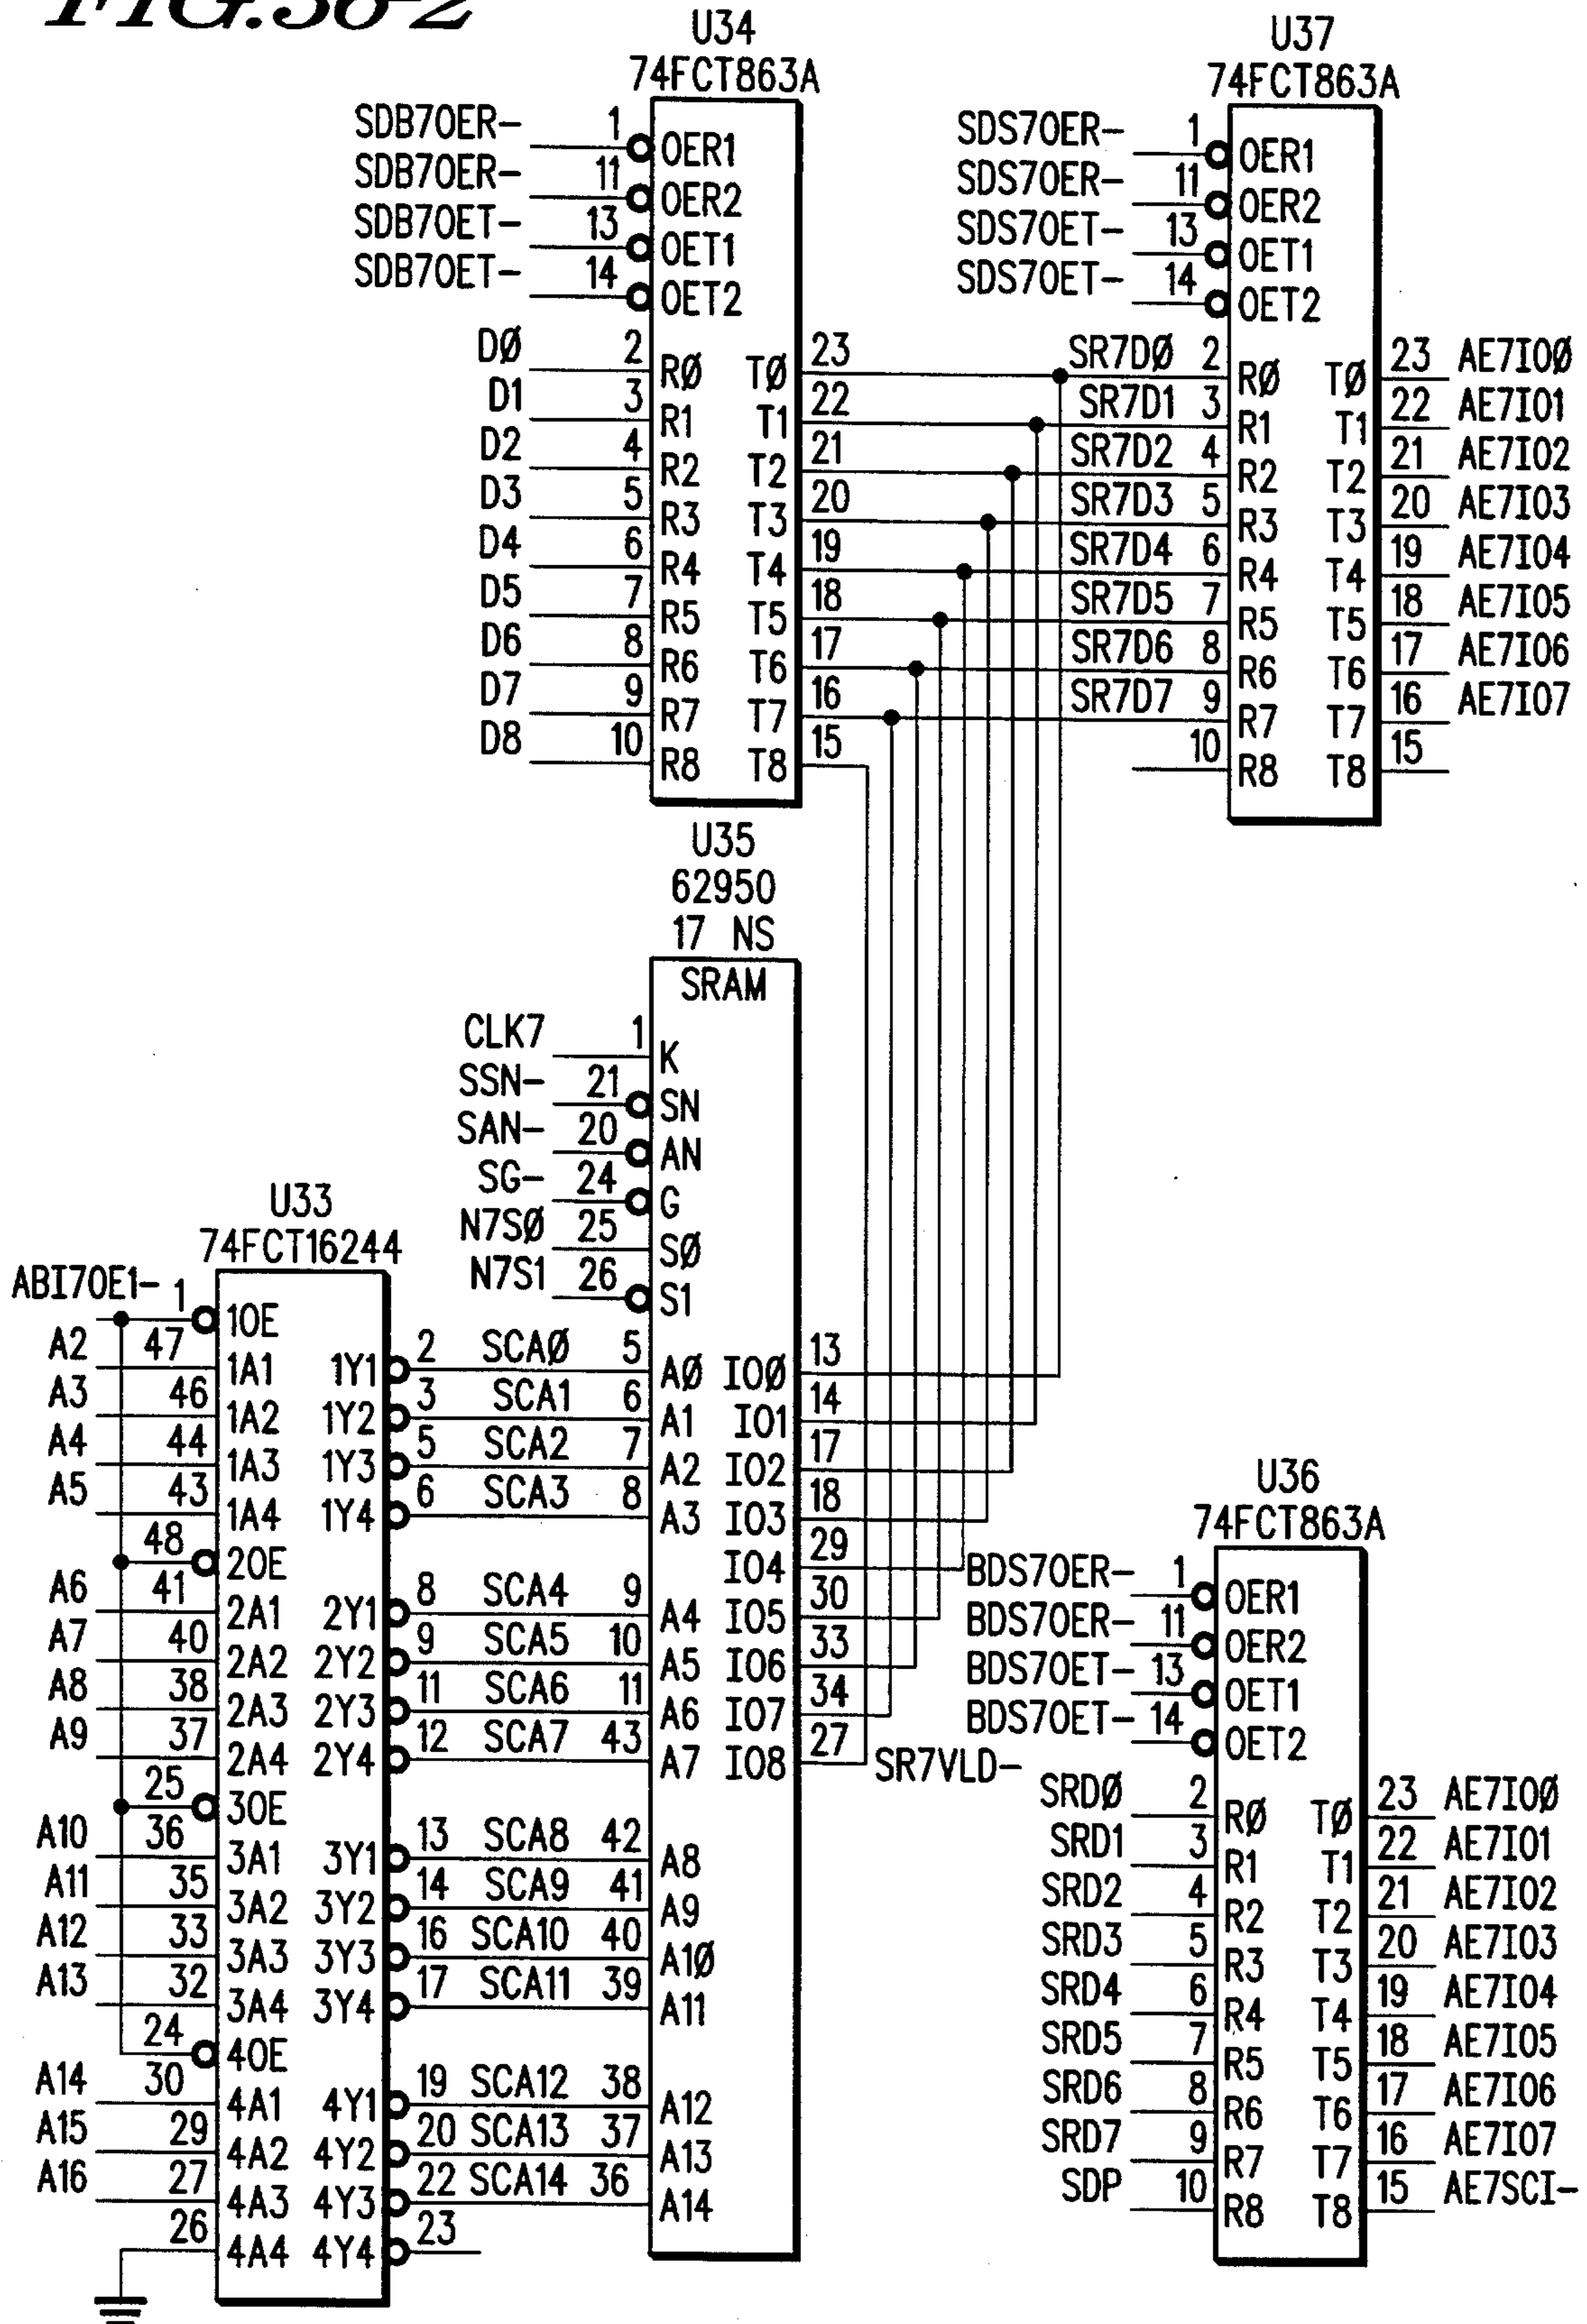 FIG.38-2
U34
74FCT863A
SDB7OER- 1 OER1
SDB7OER- 11 OER2
SDB7OET- 13 OET1
SDB7OET- 14 OET2
DØ 2 RØ TØ 23
D1 3 R1 T1 22
D2 4 R2 T2 21
D3 5 R3 T3 20
D4 6 R4 T4 19
D5 7 R5 T5 18
D6 8 R6 T6 17
D7 9 R7 T7 16
D8 10 R8 T8 15
U37
74FCT863A
SDS7OER- 1 OER1
SDS7OER- 11 OER2
SDS7OET- 13 OET1
SDS7OET- 14 OET2
SR7DØ 2 RØ TØ 23 AE7IOØ
SR7D1 3 R1 T1 22 AE7IO1
SR7D2 4 R2 T2 21 AE7IO2
SR7D3 5 R3 T3 20 AE7IO3
SR7D4 6 R4 T4 19 AE7IO4
SR7D5 7 R5 T5 18 AE7IO5
SR7D6 8 R6 T6 17 AE7IO6
SR7D7 9 R7 T7 16 AE7IO7
10 R8 T8 15
U35
62950
17 NS
SRAM
CLK7 1 K
SSN- 21 SN
SAN- 20 AN
SG- 24 G
N7SØ 25 SØ
N7S1 26 S1
SCAØ 5 AØ IOØ 13
SCA1 6 A1 IO1 14
SCA2 7 A2 IO2 17
SCA3 8 A3 IO3 18
IO4 29
SCA4 9 A4 IO5 30
SCA5 10 A5 IO6 33
SCA6 11 A6 IO7 34
SCA7 43 A7 IO8 27 SR7VLD-
SCA8 42 A8
SCA9 41 A9
SCA10 40 A1Ø
SCA11 39 A11
SCA12 38 A12
SCA13 37 A13
SCA14 36 A14
U33
74FCT16244
ABI7OE1- 1 1OE
A2 47 1A1 1Y1 2
A3 46 1A2 1Y2 3
A4 44 1A3 1Y3 5
A5 43 1A4 1Y4 6
48 2OE
A6 41 2A1 2Y1 8
A7 40 2A2 2Y2 9
A8 38 2A3 2Y3 11
A9 37 2A4 2Y4 12
25 3OE
A10 36 3A1 3Y1 13
A11 35 3A2 3Y2 14
A12 33 3A3 3Y3 16
A13 32 3A4 3Y4 17
24 4OE
A14 30 4A1 4Y1 19
A15 29 4A2 4Y2 20
A16 27 4A3 4Y3 22
26 4A4 4Y4 23
U36
74FCT863A
BDS7OER- 1 OER1
BDS7OER- 11 OER2
BDS7OET- 13 OET1
BDS7OET- 14 OET2
SRDØ 2 RØ TØ 23 AE7IOØ
SRD1 3 R1 T1 22 AE7IO1
SRD2 4 R2 T2 21 AE7IO2
SRD3 5 R3 T3 20 AE7IO3
SRD4 6 R4 T4 19 AE7IO4
SRD5 7 R5 T5 18 AE7IO5
SRD6 8 R6 T6 17 AE7IO6
SRD7 9 R7 T7 16 AE7IO7
SDP 10 R8 T8 15 AE7SCI-